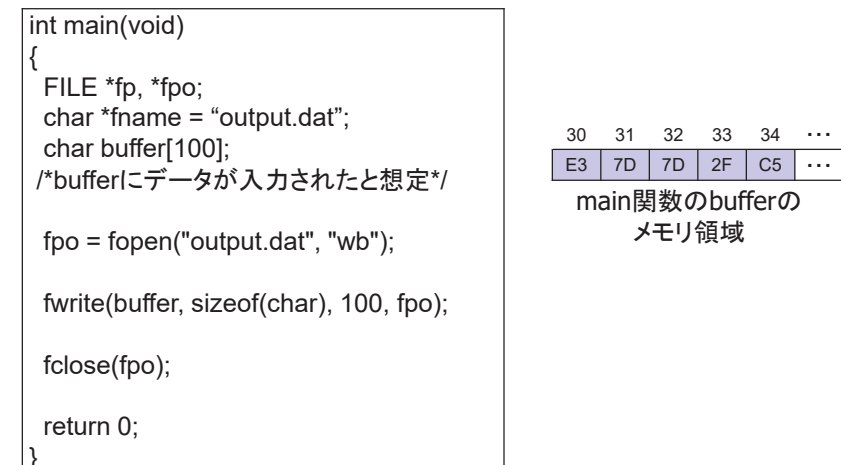 int main(void)
{
FILE *fp, *fpo;
char *fname = “output.dat”;
char buffer[100];
/*bufferにデータが入力されたと想定*/
fpo = fopen("output.dat", "wb");
fwrite(buffer, sizeof(char), 100, fpo);
fclose(fpo);
return 0;
}
30 31 32 33 34 ･･･
E3 7D 7D 2F C5 ･･･
main関数のbufferの
メモリ領域